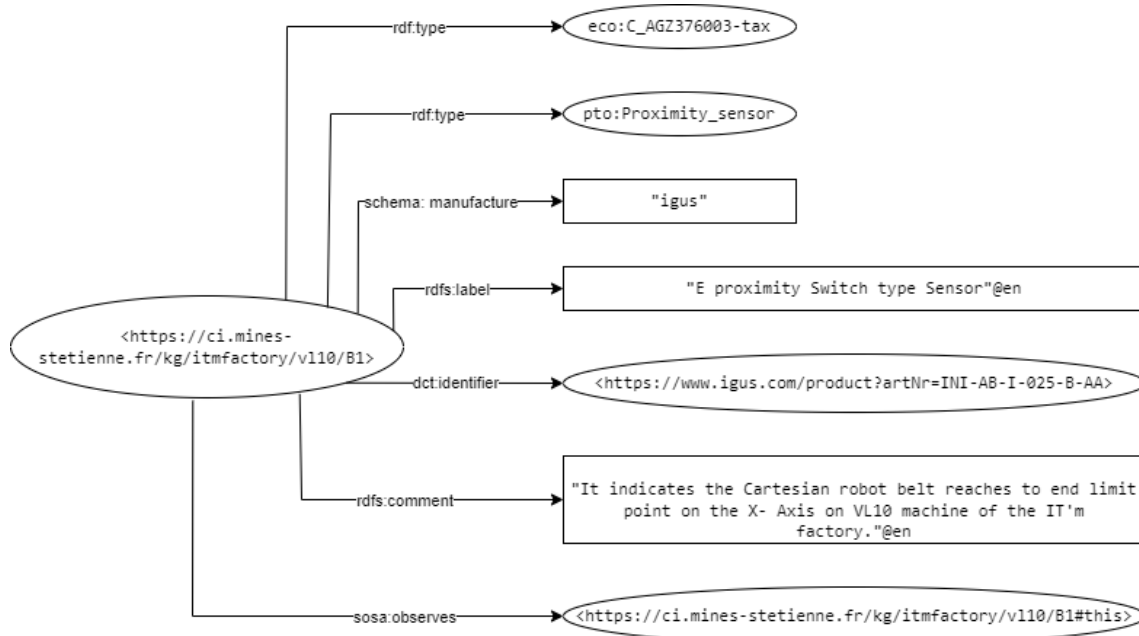 rdf:type
eco:C_AGZ376003-tax
rdf:type
pto:Proximity_sensor
schema: manufacture
"igus"
rdfs:label
"E proximity Switch type Sensor"@en
<https://ci.mines-
stetienne.fr/kg/itmfactory/vl10/B1>
dct:identifier
<https://www.igus.com/product?artNr=INI-AB-I-025-B-AA>
rdfs:comment
"It indicates the Cartesian robot belt reaches to end limit
point on the X- Axis on VL10 machine of the IT'm
factory."@en
sosa:observes
<https://ci.mines-stetienne.fr/kg/itmfactory/vl10/B1#this>